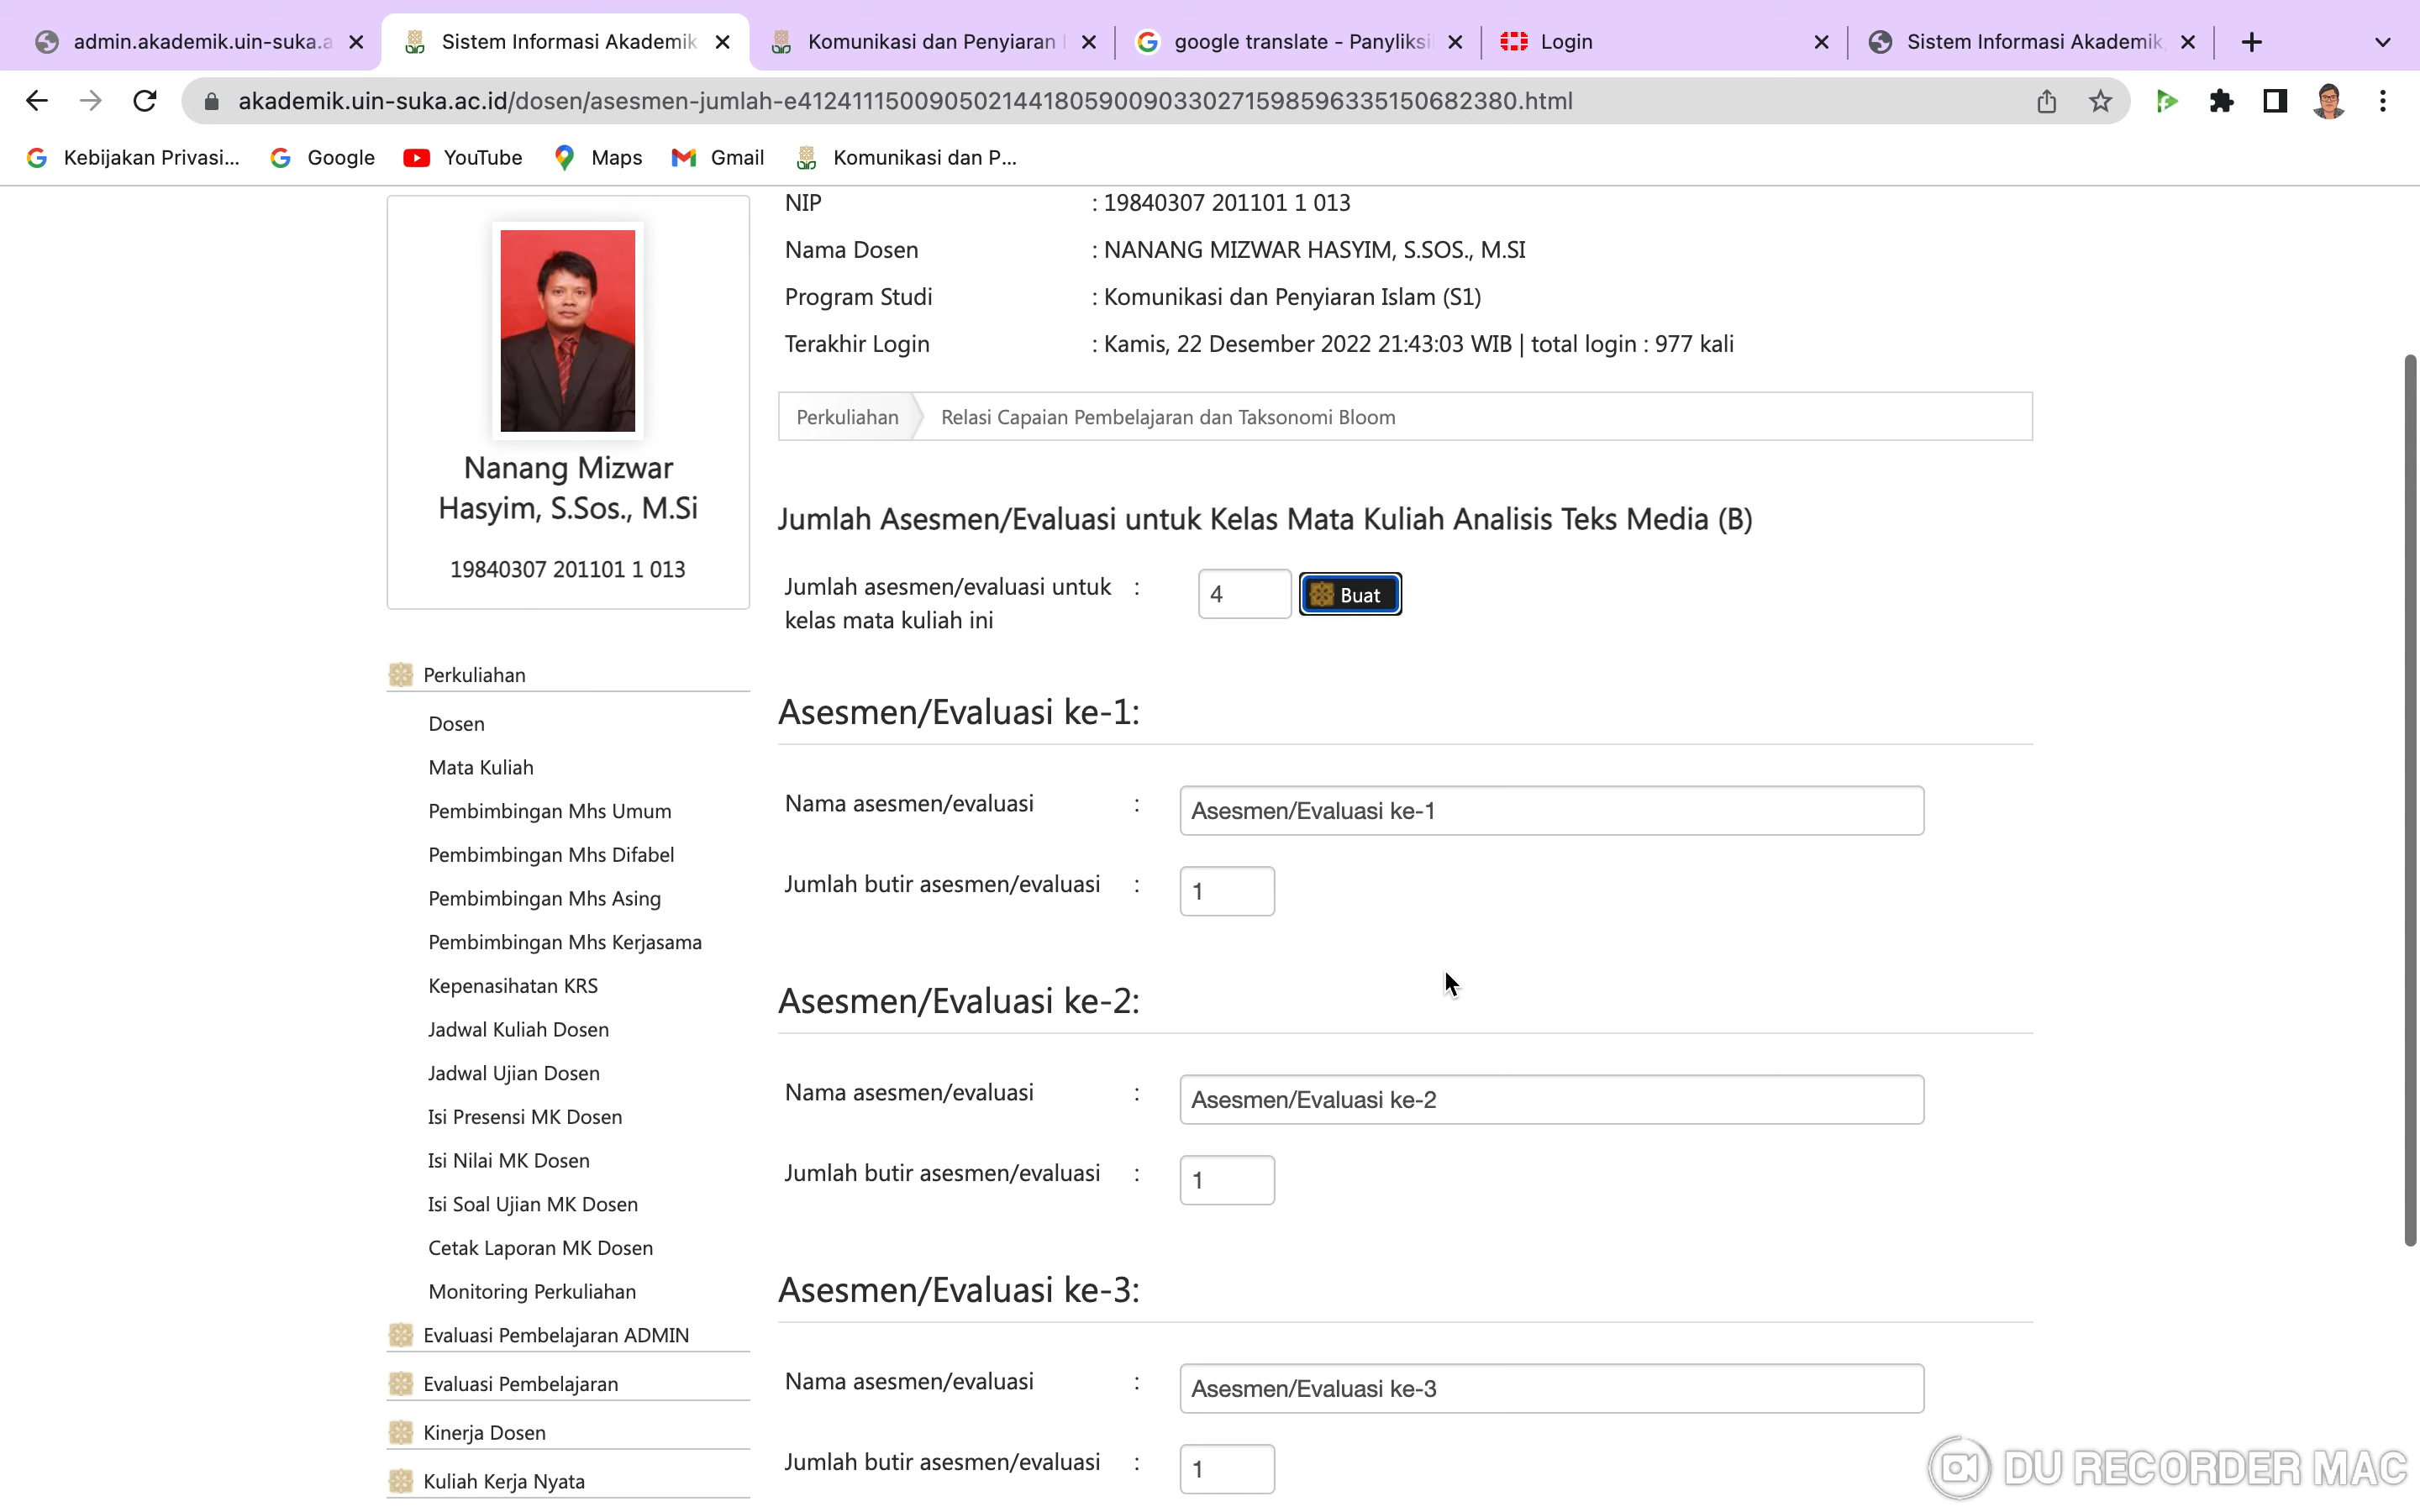 admin.akademik.uin-suka.a
Sistem Informasi Akademik
Komunikasi dan Penyiaran
google translate - Panyliksi
Login
Sistem Informasi Akademik
akademik.uin-suka.ac.id/dosen/asesmen-jumlah-e41241115009050214418059009033027159859633515068​2380.html
Kebijakan Privasi...
Google
YouTube
Maps
Gmail
Komunikasi dan P...
NIP : 19840307 201101 1 013
Nama Dosen : NANANG MIZWAR HASYIM, S.SOS., M.SI
Program Studi : Komunikasi dan Penyiaran Islam (S1)
Terakhir Login : Kamis, 22 Desember 2022 21:43:03 WIB | total login : 977 kali
Nanang Mizwar
Hasyim, S.Sos., M.Si
19840307 201101 1 013
Perkuliahan
Dosen
Mata Kuliah
Pembimbingan Mhs Umum
Pembimbingan Mhs Difabel
Pembimbingan Mhs Asing
Pembimbingan Mhs Kerjasama
Kepenasihatan KRS
Jadwal Kuliah Dosen
Jadwal Ujian Dosen
Isi Presensi MK Dosen
Isi Nilai MK Dosen
Isi Soal Ujian MK Dosen
Cetak Laporan MK Dosen
Monitoring Perkuliahan
Evaluasi Pembelajaran ADMIN
Evaluasi Pembelajaran
Kinerja Dosen
Kuliah Kerja Nyata
Perkuliahan Relasi Capaian Pembelajaran dan Taksonomi Bloom
Jumlah Asesmen/Evaluasi untuk Kelas Mata Kuliah Analisis Teks Media (B)
Jumlah asesmen/evaluasi untuk : 4 Buat
kelas mata kuliah ini
Asesmen/Evaluasi ke-1:
Nama asesmen/evaluasi : Asesmen/Evaluasi ke-1
Jumlah butir asesmen/evaluasi : 1
Asesmen/Evaluasi ke-2:
Nama asesmen/evaluasi : Asesmen/Evaluasi ke-2
Jumlah butir asesmen/evaluasi : 1
Asesmen/Evaluasi ke-3:
Nama asesmen/evaluasi : Asesmen/Evaluasi ke-3
Jumlah butir asesmen/evaluasi : 1
DU RECORDER MAC